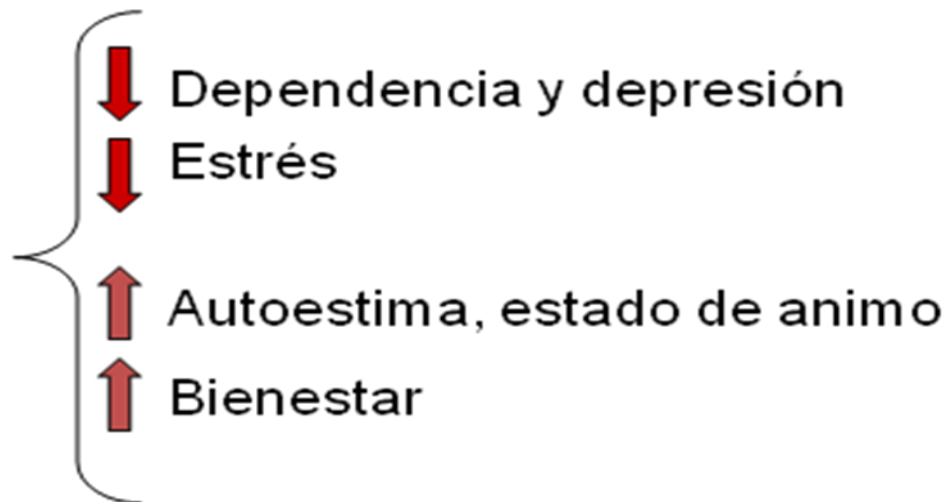 Dependencia y depresión
Estrés
Autoestima, estado de animo
Bienestar